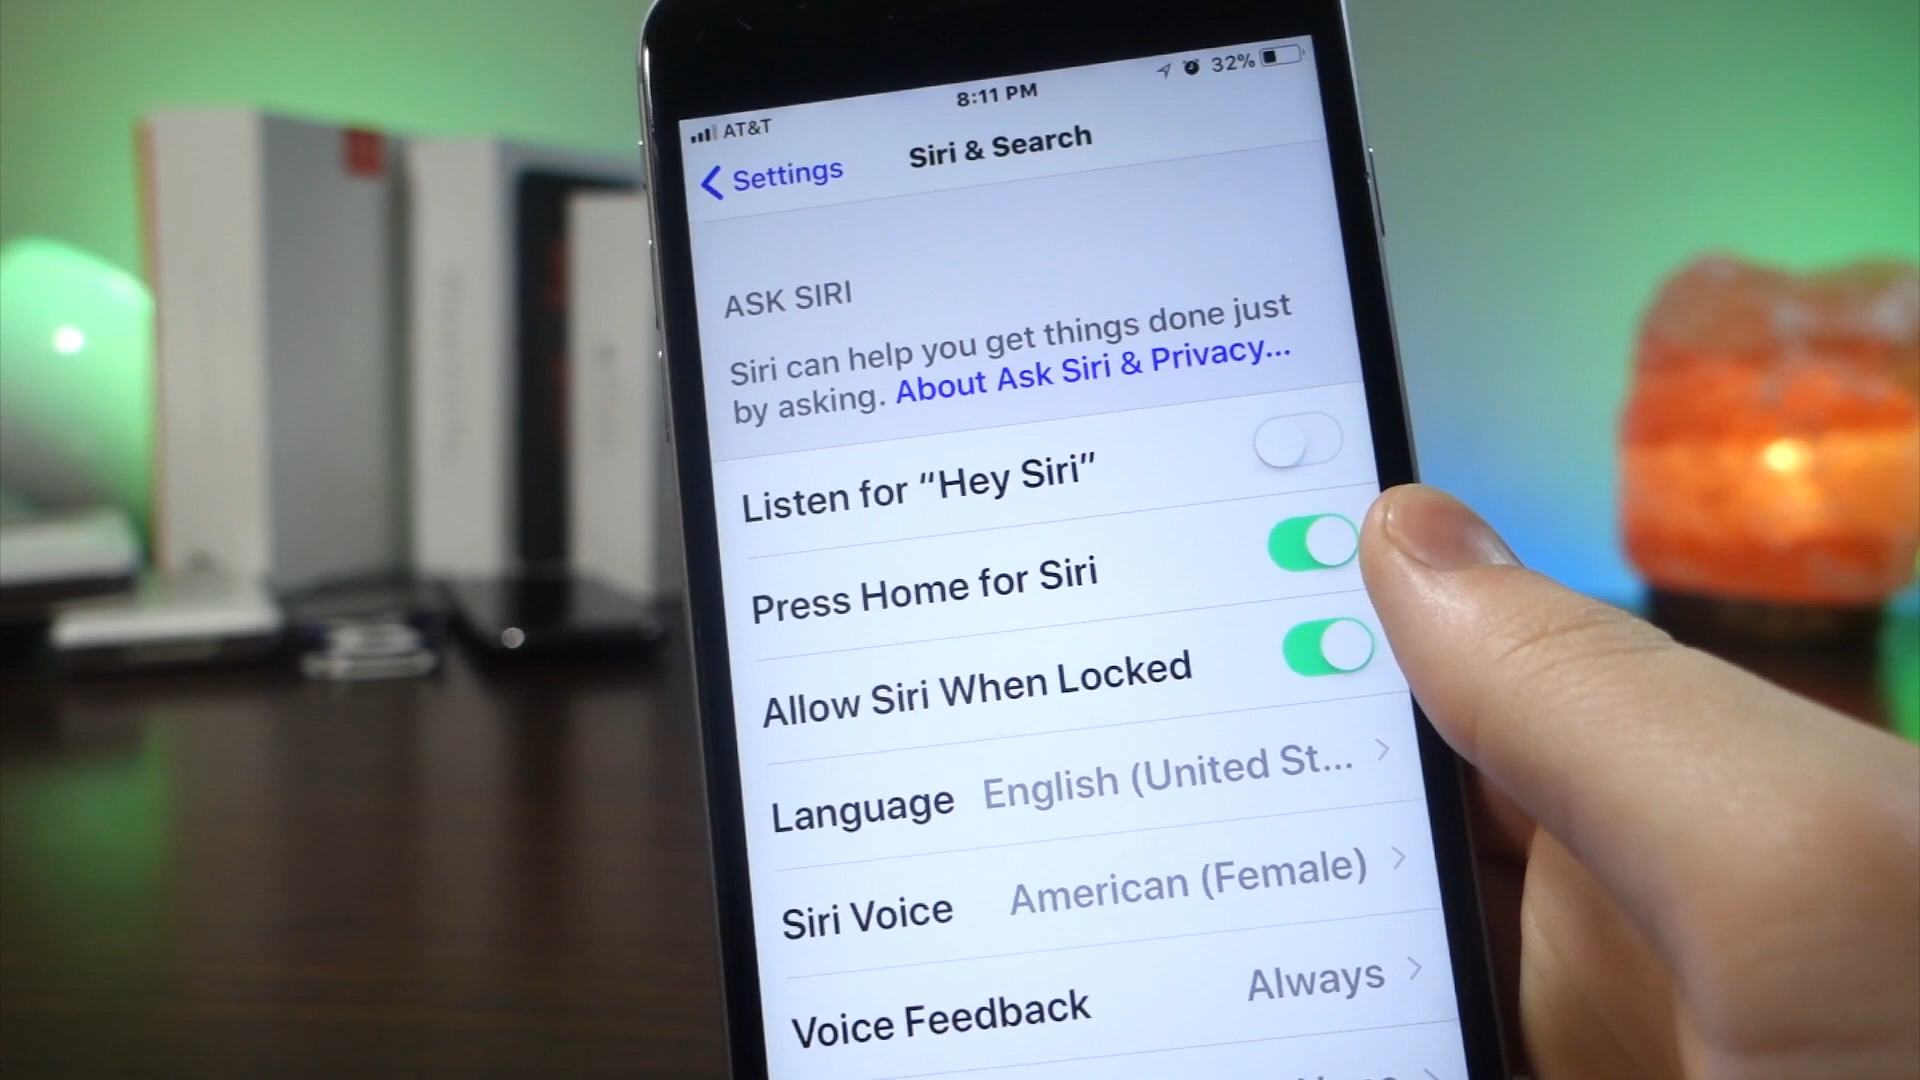 8:11 PM
32%
AT&T
Settings
Siri & Search
ASK SIRI
Siri can help you get things done just
by asking. About Ask Siri & Privacy...
Listen for “Hey Siri”
Press Home for Siri
Allow Siri When Locked
Language English (United St...
Siri Voice American (Female)
Voice Feedback Always